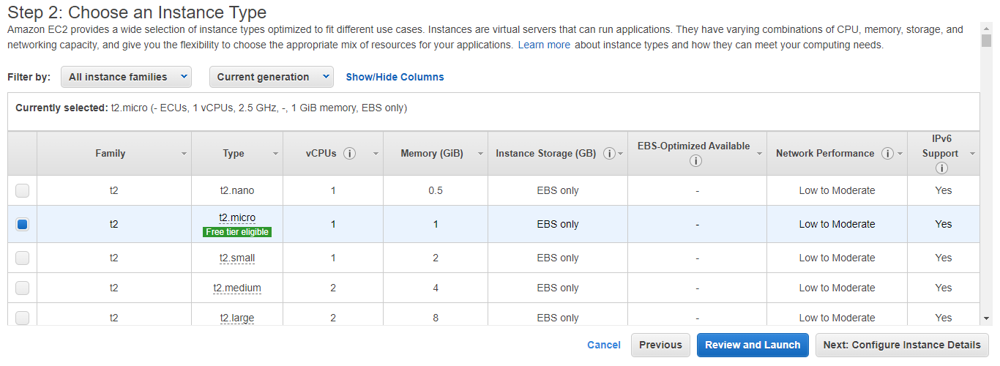 Step 2: Choose an Instance Type
Amazon EC2 provides a wide selection of instance types optimized to fit different use cases. Instances are virtual servers that can run applications. They have varying combinations of CPU, memory, storage, and
networking capacity, and give you the flexibility to choose the appropriate mix of resources for your applications. Learn more about instance types and how they can meet your computing needs.
Filter by: All instance families Current generation Show/Hide Columns
Currently selected: t2.micro (- ECUs, 1 vCPUs, 2.5 GHz, -, 1 GiB memory, EBS only)
Family Type vCPUs i Memory (GiB) Instance Storage (GB) i EBS-Optimized Available i Network Performance i IPv6 Support i
t2 t2.nano 1 0.5 EBS only - Low to Moderate Yes
t2 t2.micro Free tier eligible 1 1 EBS only - Low to Moderate Yes
t2 t2.small 1 2 EBS only - Low to Moderate Yes
t2 t2.medium 2 4 EBS only - Low to Moderate Yes
t2 t2.large 2 8 EBS only - Low to Moderate Yes
Cancel Previous Review and Launch Next: Configure Instance Details